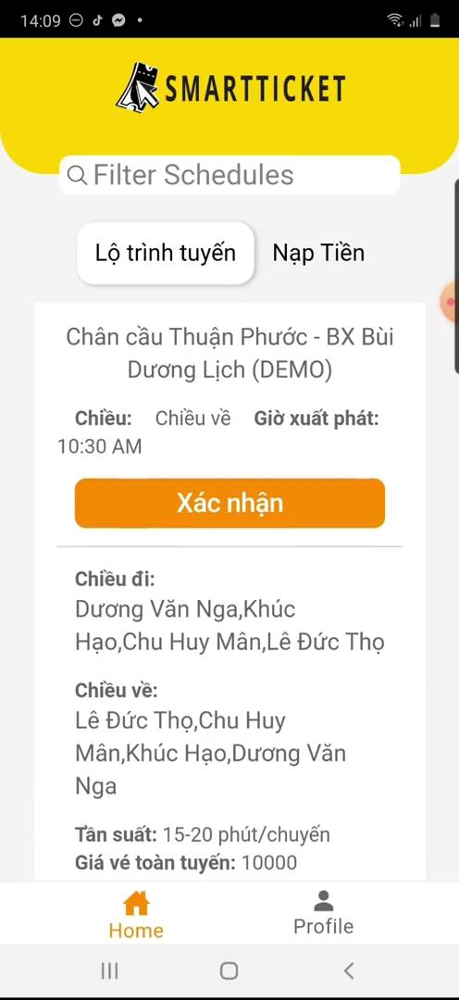 14:09
SMARTTICKET
Filter Schedules
Lộ trình tuyến Nạp Tiền
Chân cầu Thuận Phước - BX Bùi
Dương Lịch (DEMO)
Chiều: Chiều về Giờ xuất phát:
10:30 AM
Xác nhận
Chiều đi:
Dương Văn Nga,Khúc
Hạo,Chu Huy Mân,Lê Đức Thọ
Chiều về:
Lê Đức Thọ,Chu Huy
Mân,Khúc Hạo,Dương Văn
Nga
Tần suất: 15-20 phút/chuyến
Giá vé toàn tuyến: 10000
Home Profile